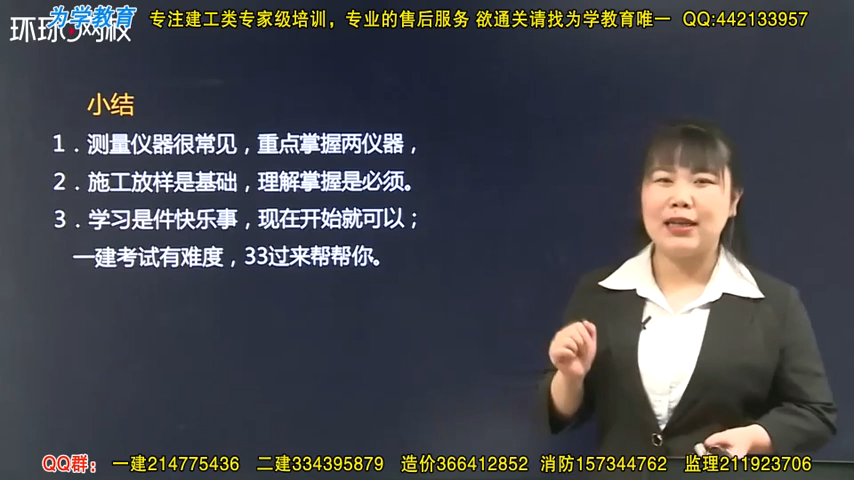 环球网校
为学教育
专注建工类专家级培训，专业的售后服务 欲通关请找为学教育唯一 QQ:442133957
小结
1．测量仪器很常见，重点掌握两仪器，
2．施工放样是基础，理解掌握是必须。
3．学习是件快乐事，现在开始就可以；
一建考试有难度，33过来帮帮你。
QQ群： 一建214775436 二建334395879 造价366412852 消防157344762 监理211923706